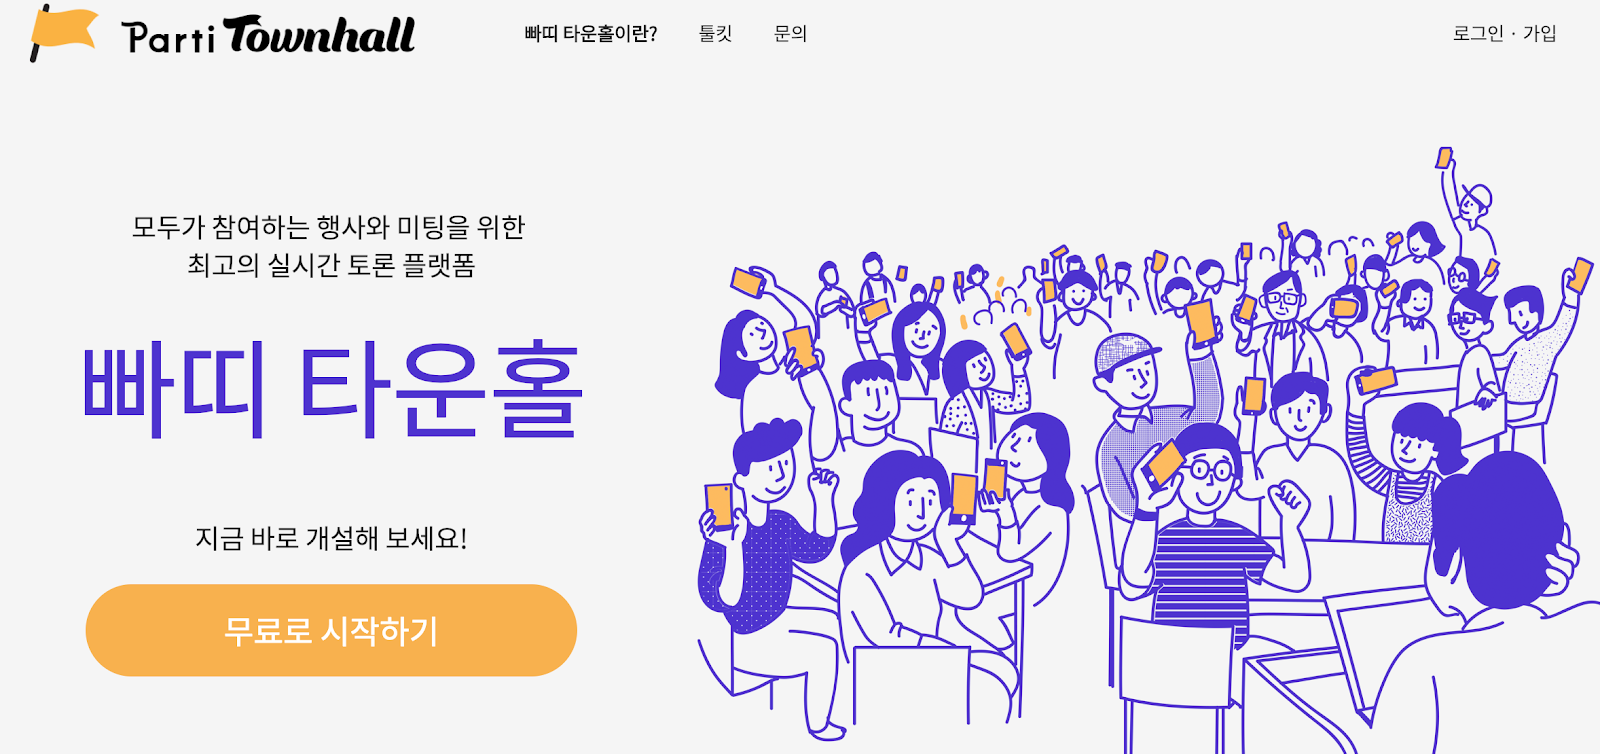 Parti Townhall
빠띠 타운홀이란?
툴킷
문의
로그인 · 가입
모두가 참여하는 행사와 미팅을 위한
최고의 실시간 토론 플랫폼
빠띠 타운홀
지금 바로 개설해 보세요!
무료로 시작하기